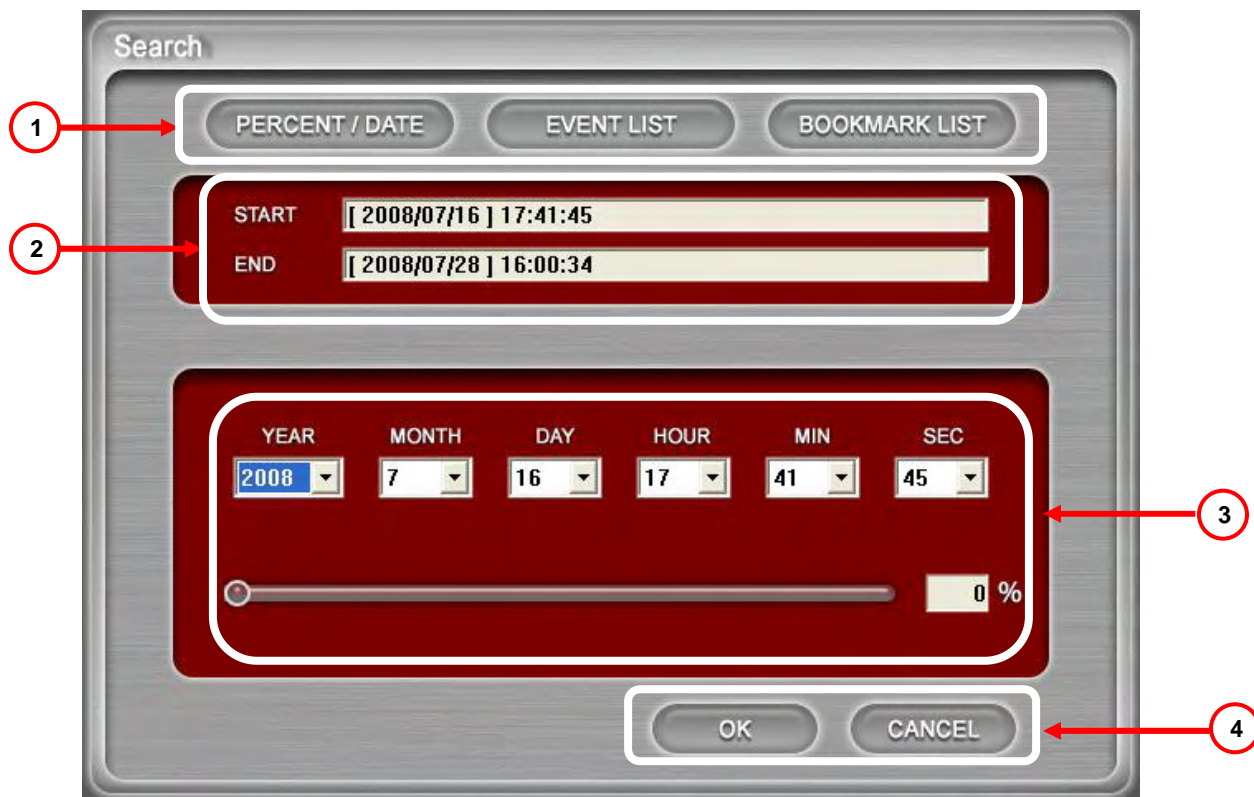 Search
1
PERCENT / DATE EVENT LIST BOOKMARK LIST
START [ 2008/07/16 ] 17:41:45
2
END [ 2008/07/28 ] 16:00:34
YEAR MONTH DAY HOUR MIN SEC
2008 7 16 17 41 45
3
0 %
OK CANCEL
4